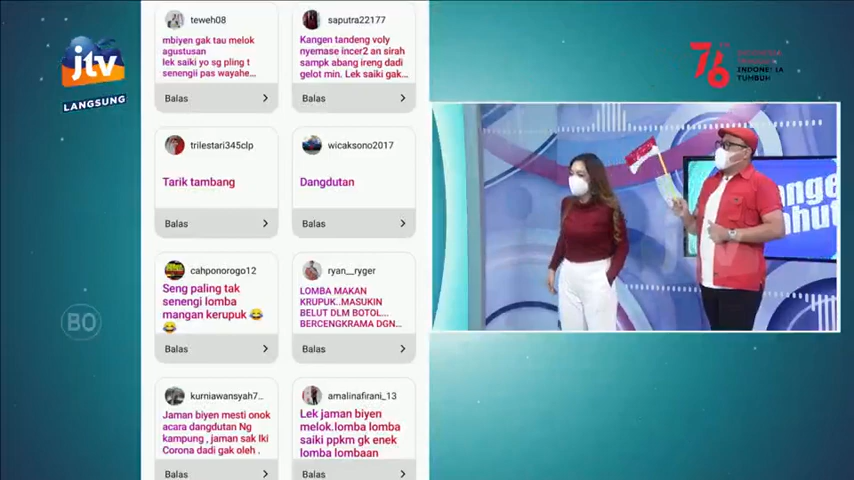 jtv
LANGSUNG
BO
teweh08
mbiyen gak tau melok
agustusan
lek saiki yo sg pling t
senengii pas wayahe...
Balas
saputra22177
Kangen tandeng voly
nyemase incer2 an sirah
sampk abang ireng dadi
gelot min. Lek saiki gak...
Balas
trilestari345clp
Tarik tambang
Balas
wicaksono2017
Dangdutan
Balas
cahponorogo12
Seng paling tak
senengi lomba
mangan kerupuk 😂
😂
Balas
ryan__ryger
LOMBA MAKAN
KRUPUK..MASUKIN
BELUT DLM BOTOL...
BERCENGKRAMA DGN...
Balas
kurniawansyah7...
Jaman biyen mesti onok
acara dangdutan Ng
kampung , jaman sak Iki
Corona dadi gak oleh .
Balas
amalinafirani_13
Lek jaman biyen
melok.lomba lomba
saiki ppkm gk enek
lomba lombaan
Balas
76
INDONESIA
TUMBUH